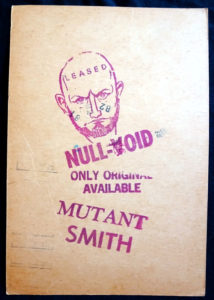 LEASED
NULL-VOID
ONLY ORIGINAL
AVAILABLE
MUTANT
SMITH